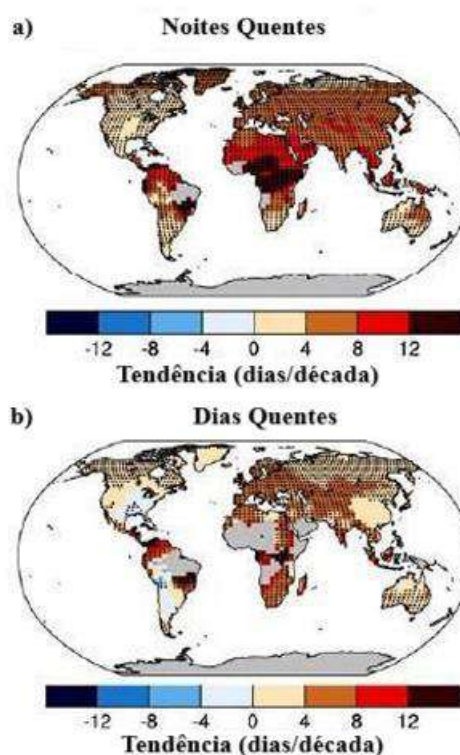 a) Noites Quentes
-12 -8 -4 0 4 8 12
Tendência (dias/década)
b) Dias Quentes
-12 -8 -4 0 4 8 12
Tendência (dias/década)